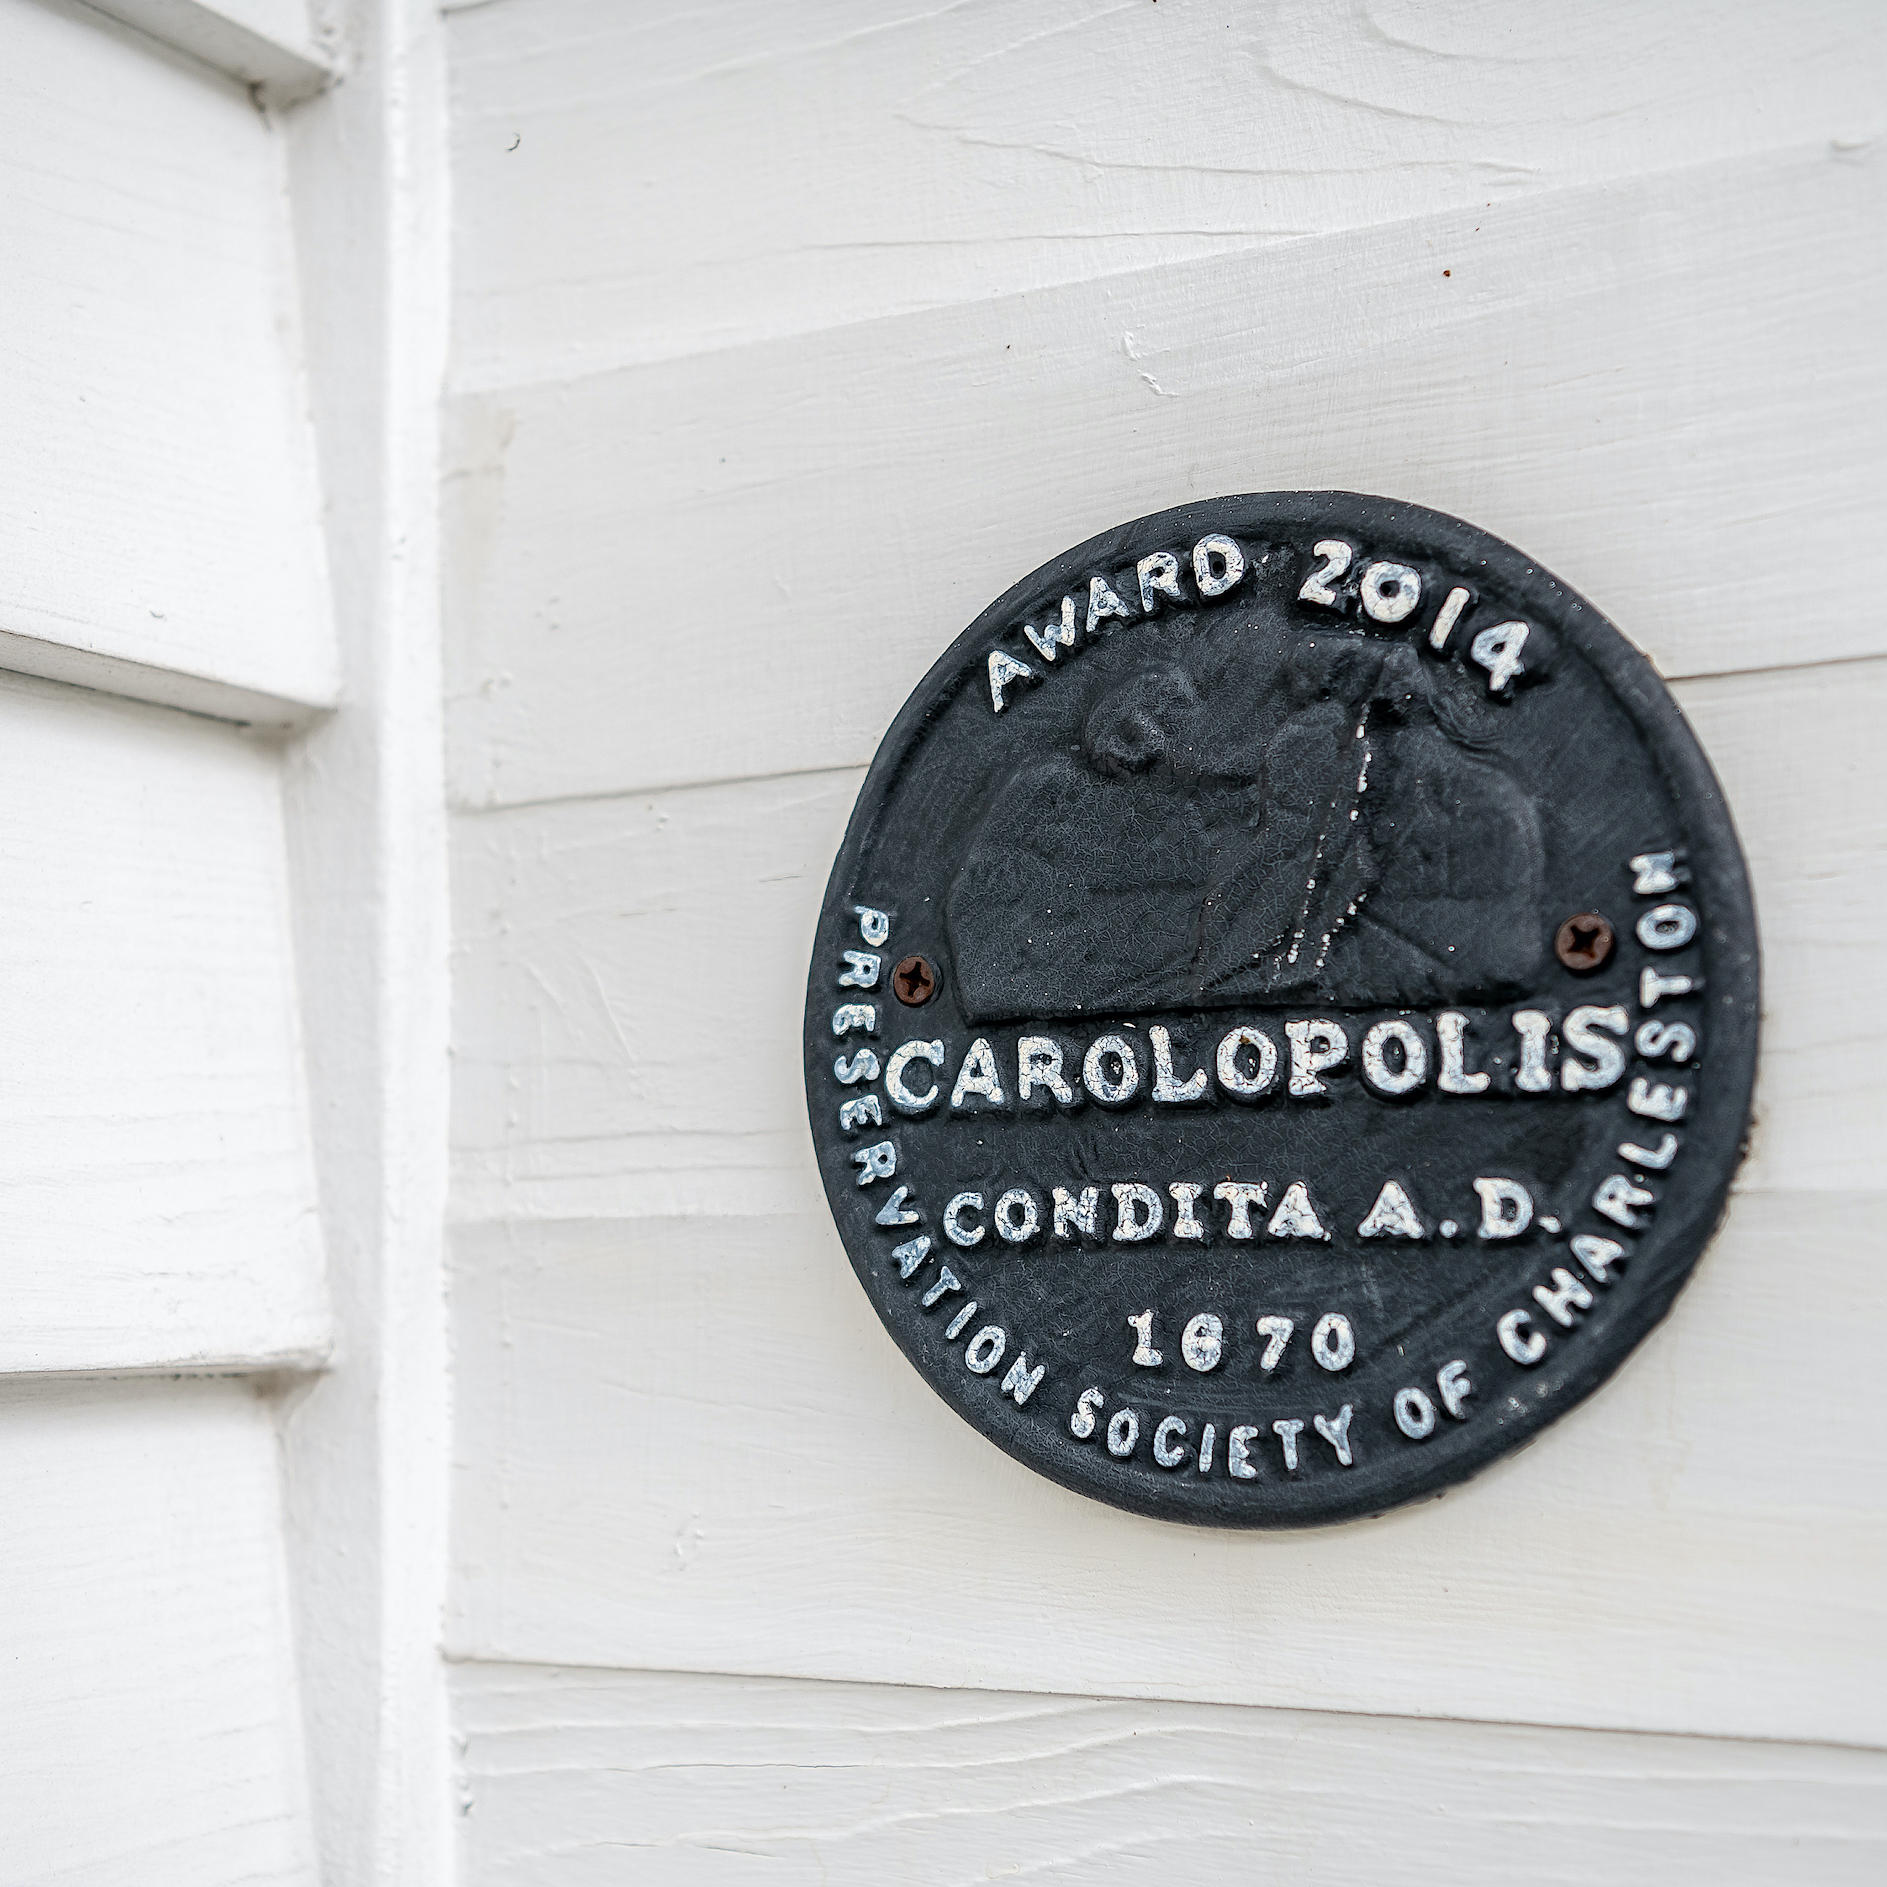 AWARD 2014
CAROLOPOLIS
CONDITA A.D.
1670
PRESERVATION SOCIETY OF CHARLESTON